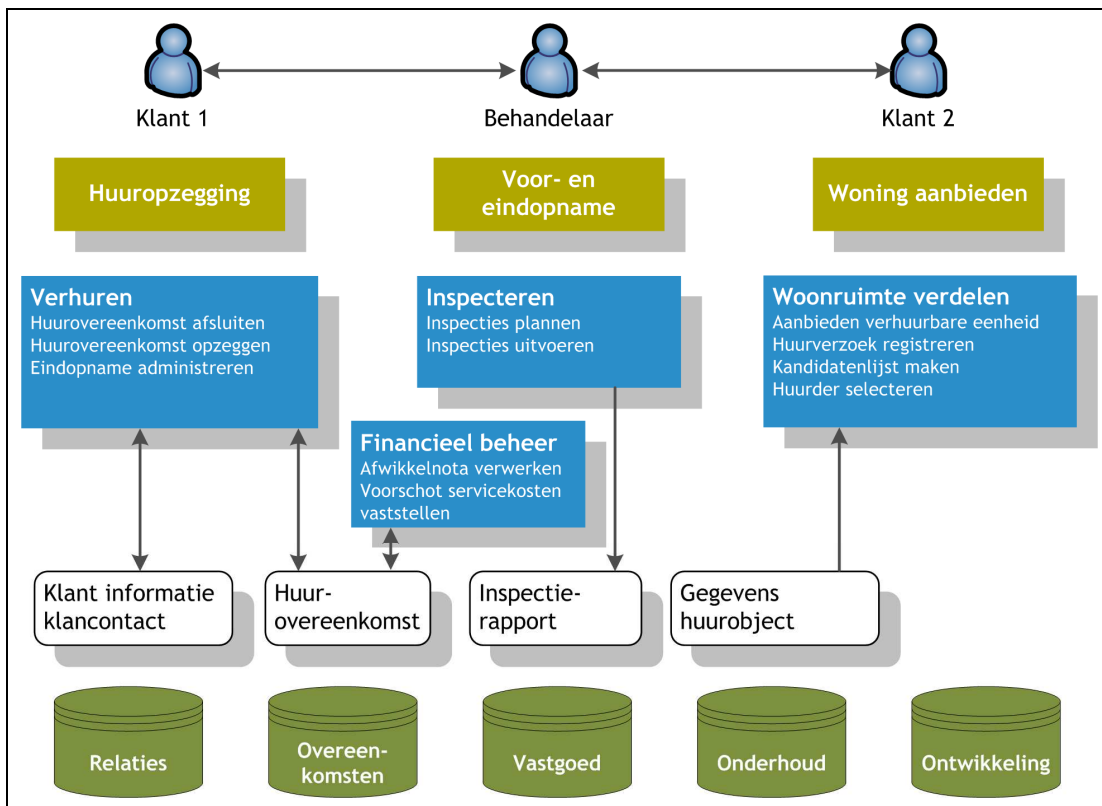 Klant 1
Behandelaar
Klant 2
Huuropzegging
Voor- en
eindopname
Woning aanbieden
Verhuren
Huurovereenkomst afsluiten
Huurovereenkomst opzeggen
Eindopname administreren
Inspecteren
Inspecties plannen
Inspecties uitvoeren
Woonruimte verdelen
Aanbieden verhuurbare eenheid
Huurverzoek registreren
Kandidatenlijst maken
Huurder selecteren
Financieel beheer
Afwikkelnota verwerken
Voorschot servicekosten
vaststellen
Klant informatie
klancontact
Huur-
overeenkomst
Inspectie-
rapport
Gegevens
huurobject
Relaties
Overeen-
komsten
Vastgoed
Onderhoud
Ontwikkeling